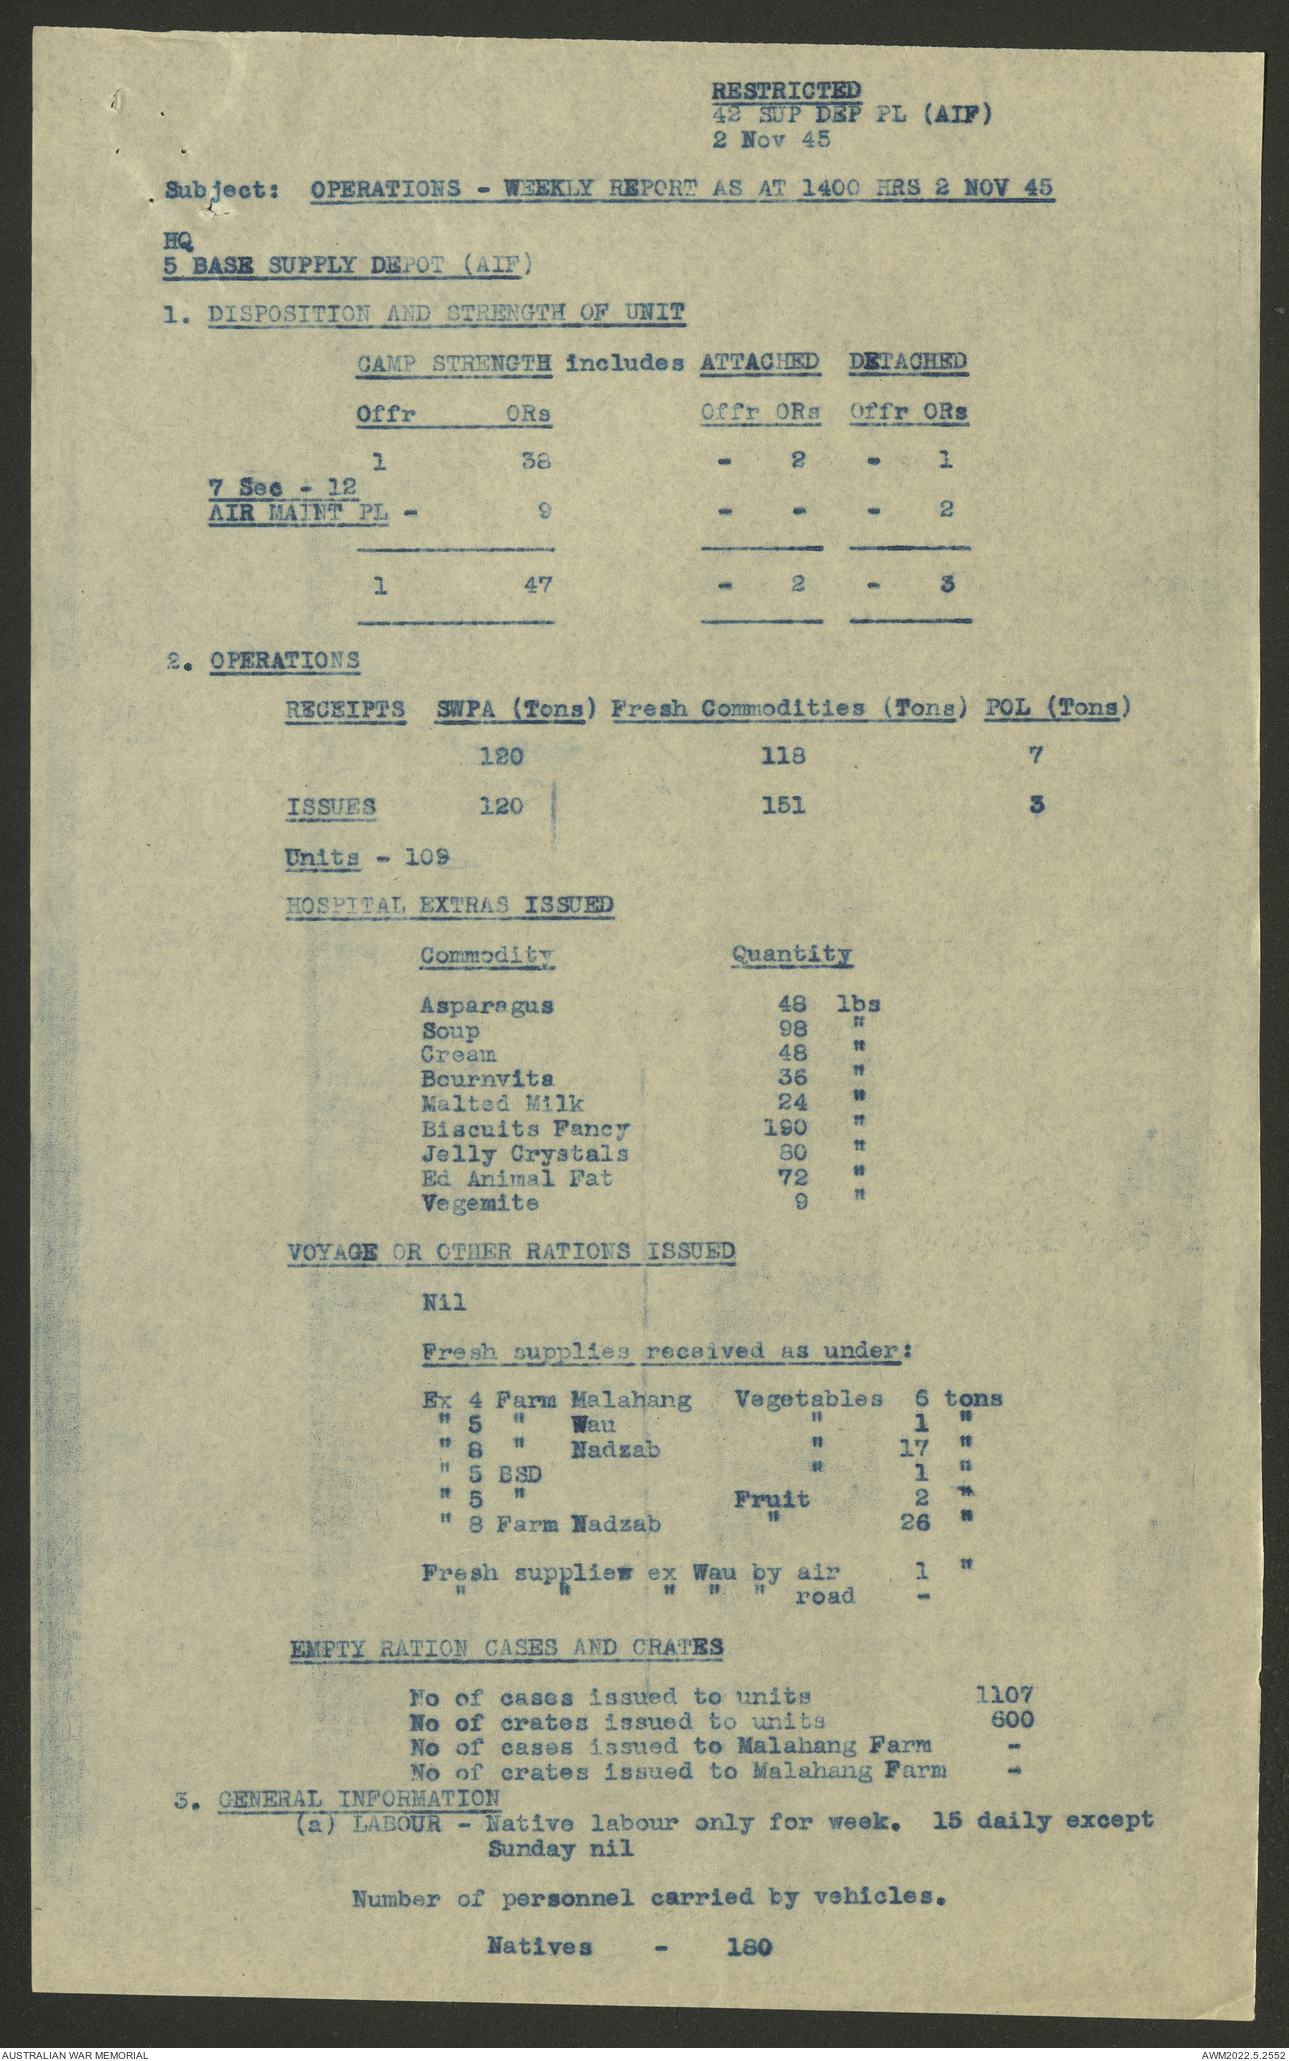 RESTRICTED
42 SUP DEP PL (AIF)
2 Nov 45
Subject: OPERATIONS - WEEKLY REPORT AS AT 1400 HRS 2 NOV 45
HQ
5 BASE SUPPLY DEPOT (AIF)
1. DISPOSITION AND STRENGTH OF UNIT
CAMP STRENGTH includes ATTACHED DETACHED
Offr ORs Offr ORs Offr ORs
1 38 - 2 - 1
7 Sec - 12
AIR MAINT PL - 9 - - - 2
1 47 - 2 - 3
2. OPERATIONS
RECEIPTS SWPA (Tons) Fresh Commodities (Tons) POL (Tons)
120 118 7
ISSUES 120 151 3
Units - 109
HOSPITAL EXTRAS ISSUED
Commodity Quantity
Asparagus 48 lbs
Soup 98 "
Cream 48 "
Bournvita 36 "
Malted Milk 24 "
Biscuits Fancy 190 "
Jelly Crystals 80 "
Ed Animal Fat 72 "
Vegemite 9 "
VOYAGE OR OTHER RATIONS ISSUED
Nil
Fresh supplies received as under:
Ex 4 Farm Malahang Vegetables 6 tons
" 5 " Wau " 1 "
" 8 " Nadzab " 17 "
" 5 BSD " 1 "
" 5 " Fruit 2 "
" 8 Farm Nadzab " 26 "
Fresh supplies ex Wau by air 1 "
" " " " " road -
EMPTY RATION CASES AND CRATES
No of cases issued to units 1107
No of crates issued to units 600
No of cases issued to Malahang Farm -
No of crates issued to Malahang Farm -
3. GENERAL INFORMATION
(a) LABOUR - Native labour only for week. 15 daily except
Sunday nil
Number of personnel carried by vehicles.
Natives - 180
AUSTRALIAN WAR MEMORIAL
AWM2022.5.2552